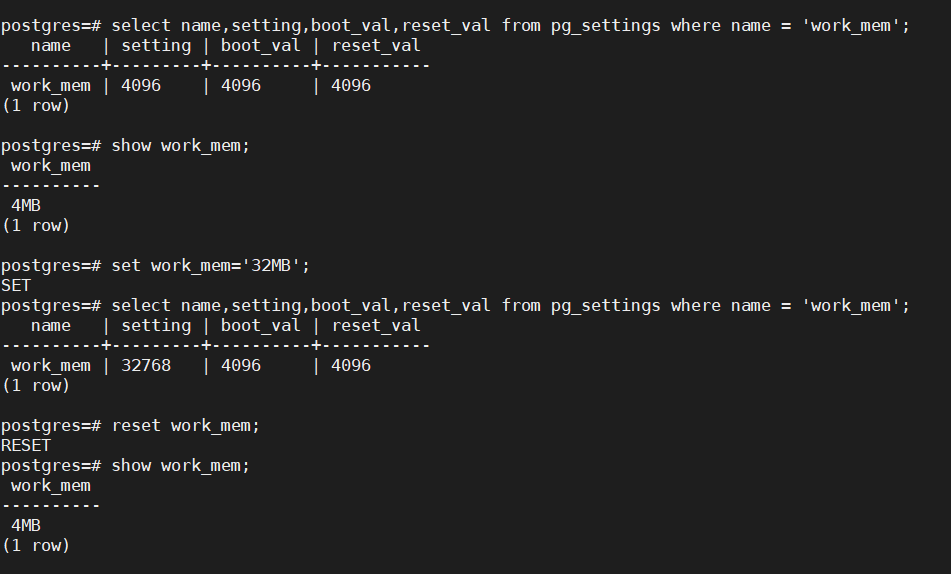 postgres=# select name,setting,boot_val,reset_val from pg_settings where name = 'work_mem';
   name   | setting | boot_val | reset_val
----------+---------+----------+-----------
 work_mem | 4096    | 4096     | 4096
(1 row)

postgres=# show work_mem;
 work_mem
----------
 4MB
(1 row)

postgres=# set work_mem='32MB';
SET
postgres=# select name,setting,boot_val,reset_val from pg_settings where name = 'work_mem';
   name   | setting | boot_val | reset_val
----------+---------+----------+-----------
 work_mem | 32768   | 4096     | 4096
(1 row)

postgres=# reset work_mem;
RESET
postgres=# show work_mem;
 work_mem
----------
 4MB
(1 row)